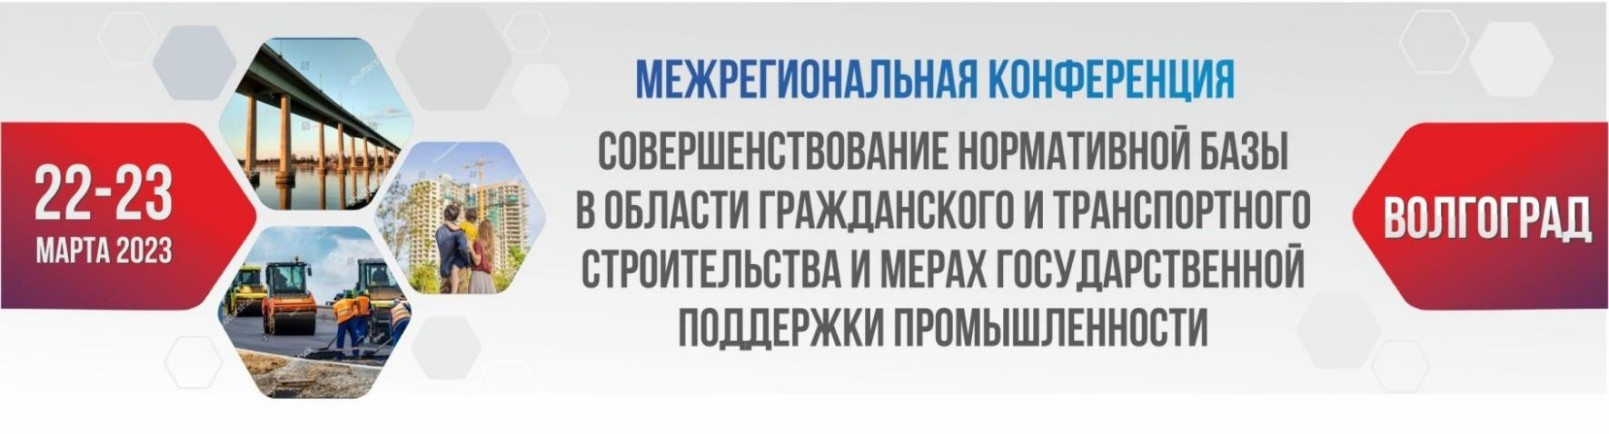 22-23
МАРТА 2023
МЕЖРЕГИОНАЛЬНАЯ КОНФЕРЕНЦИЯ
СОВЕРШЕНСТВОВАНИЕ НОРМАТИВНОЙ БАЗЫ
В ОБЛАСТИ ГРАЖДАНСКОГО И ТРАНСПОРТНОГО
СТРОИТЕЛЬСТВА И МЕРАХ ГОСУДАРСТВЕННОЙ
ПОДДЕРЖКИ ПРОМЫШЛЕННОСТИ
ВОЛГОГРАД